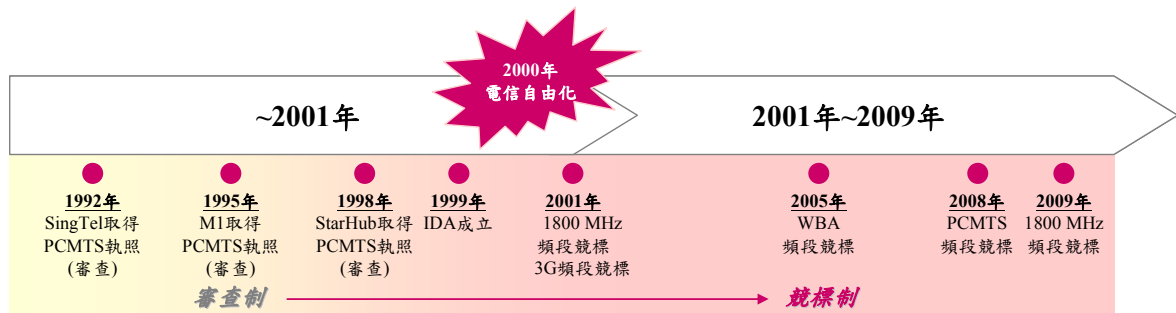 2000年
電信自由化
~2001年
2001年~2009年
1992年
SingTel取得
PCMTS執照
(審查)
1995年
M1取得
PCMTS執照
(審查)
1998年
StarHub取得
PCMTS執照
(審查)
1999年
IDA成立
2001年
1800 MHz
頻段競標
3G頻段競標
2005年
WBA
頻段競標
2008年
PCMTS
頻段競標
2009年
1800 MHz
頻段競標
審查制
競標制